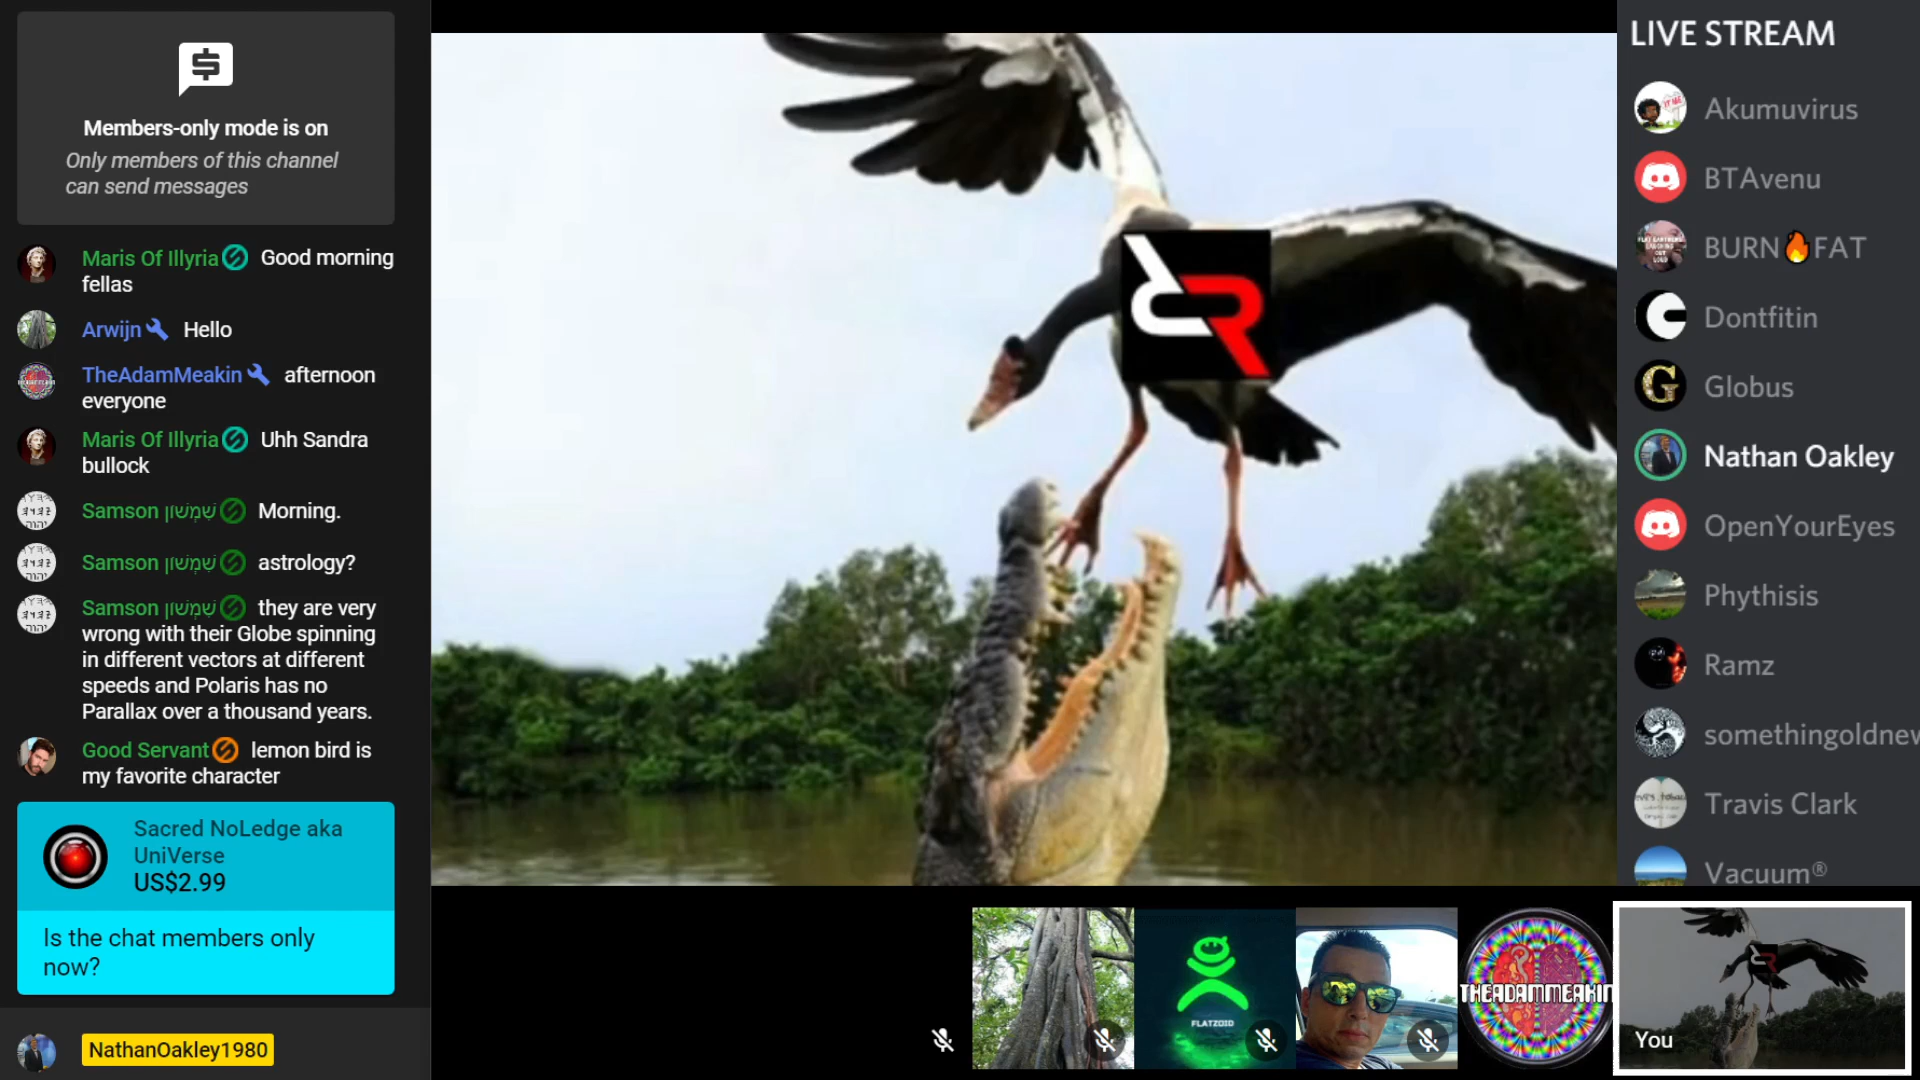 Members-only mode is on
Only members of this channel
can send messages
Maris Of Illyria Good morning
fellas
Arwijn Hello
TheAdamMeakin afternoon
everyone
Maris Of Illyria Uhh Sandra
bullock
Samson שִׁמְשׁוֹן Morning.
Samson שִׁמְשׁוֹן astrology?
Samson שִׁמְשׁוֹן they are very
wrong with their Globe spinning
in different vectors at different
speeds and Polaris has no
Parallax over a thousand years.
Good Servant lemon bird is
my favorite character
Sacred NoLedge aka
UniVerse
US$2.99
Is the chat members only
now?
NathanOakley1980
R
FLATZOID
THEADAMMEAKIN
You
LIVE STREAM
Akumuvirus
BTAvenu
BURN🔥FAT
Dontfitin
G
Globus
Nathan Oakley
OpenYourEyes
Phythisis
Ramz
somethingoldnew
Travis Clark
Vacuum®